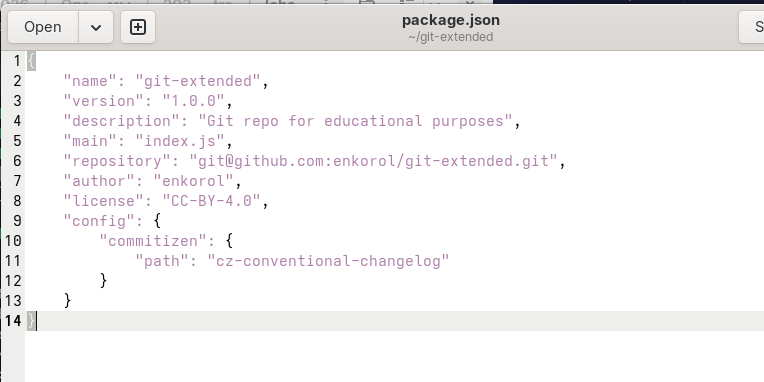 Open
package.json
~/git-extended
S
1 {
2     "name": "git-extended",
3     "version": "1.0.0",
4     "description": "Git repo for educational purposes",
5     "main": "index.js",
6     "repository": "git@github.com:enkorol/git-extended.git",
7     "author": "enkorol",
8     "license": "CC-BY-4.0",
9     "config": {
10         "commitizen": {
11             "path": "cz-conventional-changelog"
12         }
13     }
14 }